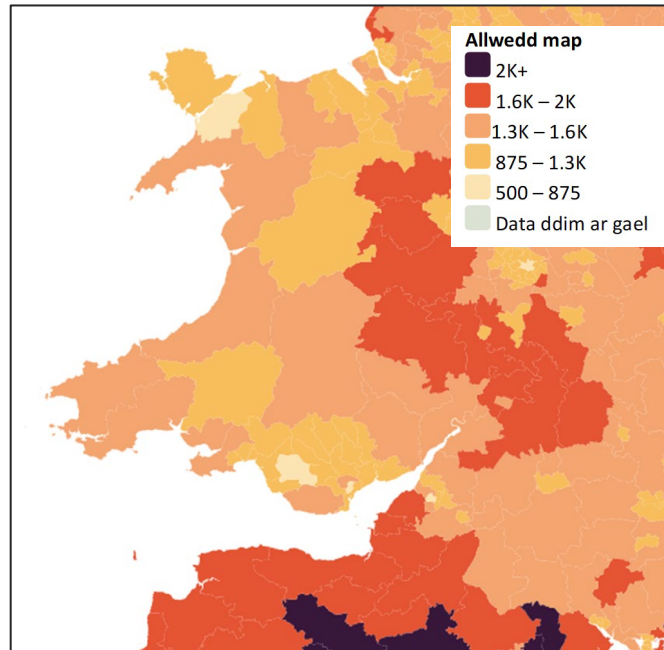 Allwedd map
2K+
1.6K – 2K
1.3K – 1.6K
875 – 1.3K
500 – 875
Data ddim ar gael